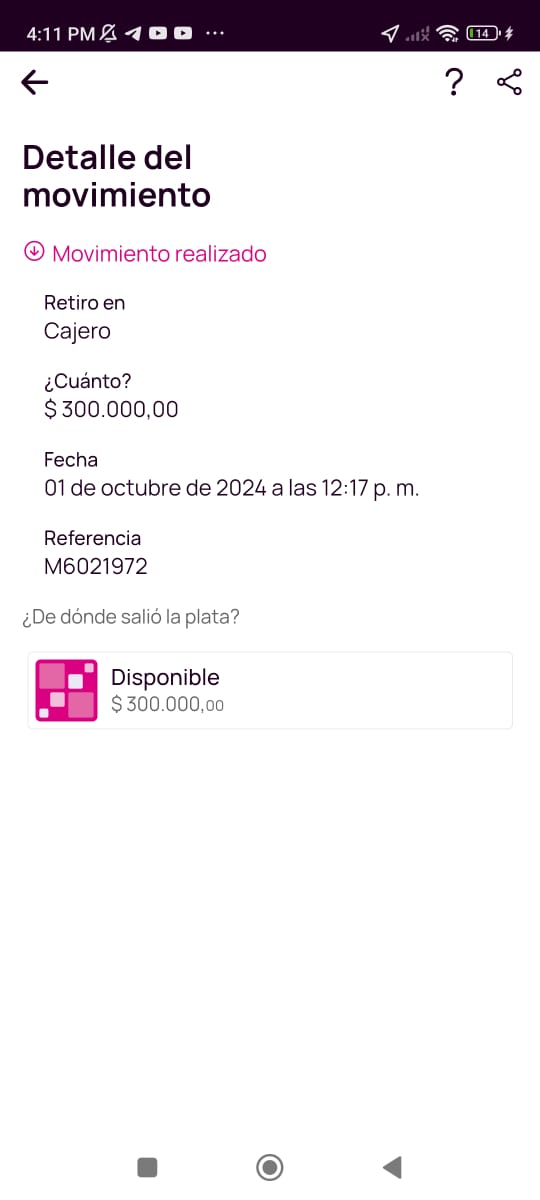 4:11 PM
14
?
Detalle del
movimiento
Movimiento realizado
Retiro en
Cajero
¿Cuánto?
$ 300.000,00
Fecha
01 de octubre de 2024 a las 12:17 p. m.
Referencia
M6021972
¿De dónde salió la plata?
Disponible
$ 300.000,00